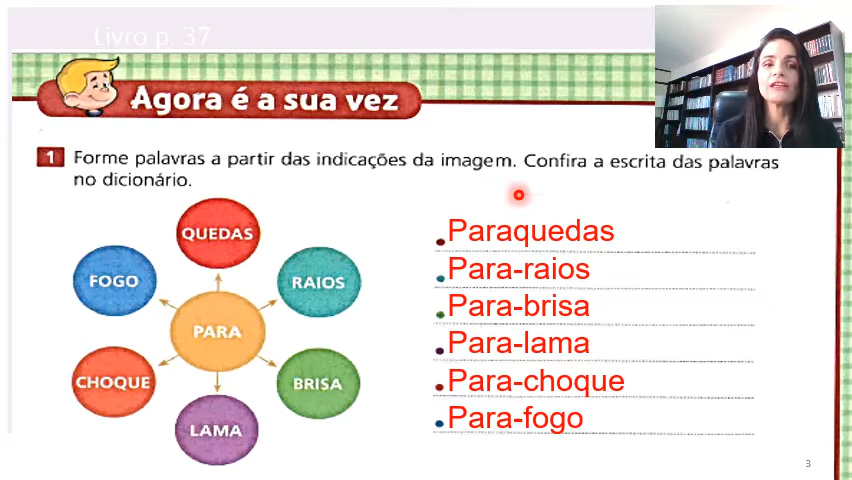 Livro p. 37
Agora é a sua vez
1 Forme palavras a partir das indicações da imagem. Confira a escrita das palavras
no dicionário.
QUEDAS
FOGO
RAIOS
PARA
CHOQUE
BRISA
LAMA
Paraquedas
Para-raios
Para-brisa
Para-lama
Para-choque
Para-fogo
3